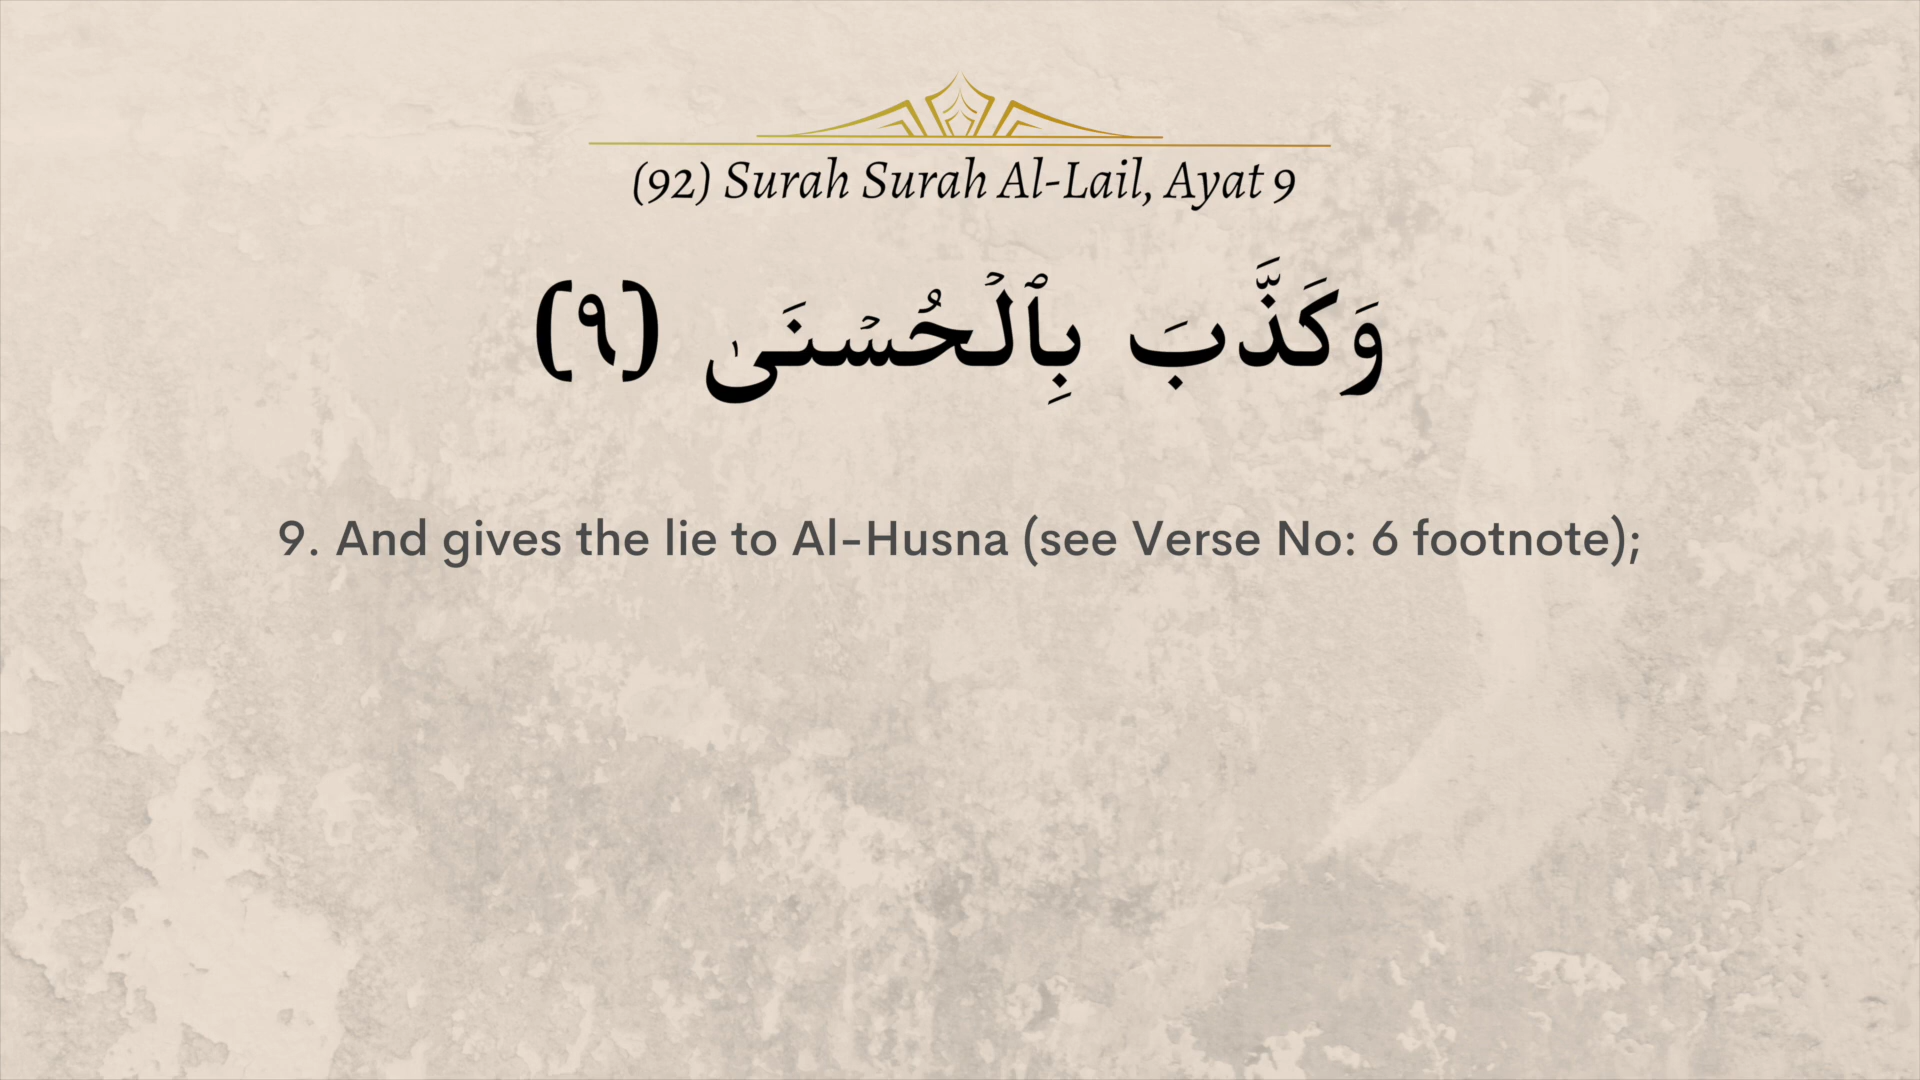 (92) Surah Surah Al-Lail, Ayat 9
وَكَذَّبَ بِٱلۡحُسۡنَىٰ (٩)
9. And gives the lie to Al-Husna (see Verse No: 6 footnote);